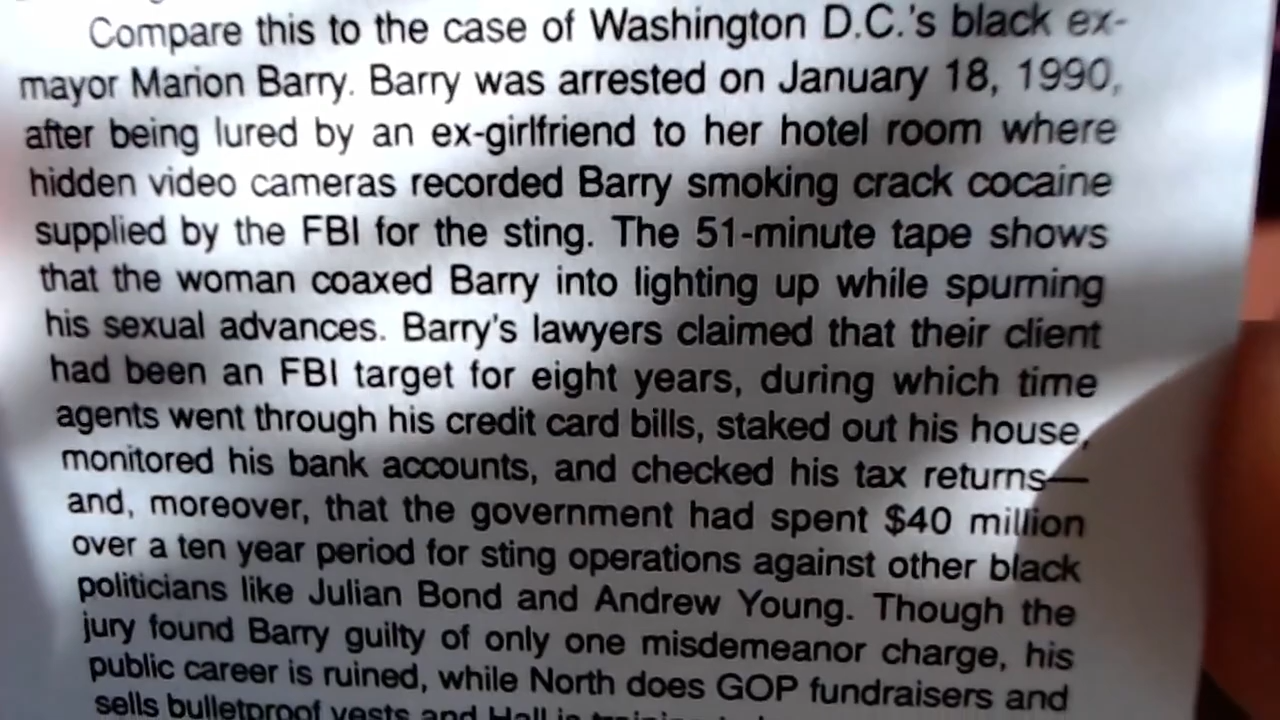 Compare this to the case of Washington D.C.'s black ex-
mayor Marion Barry. Barry was arrested on January 18, 1990,
after being lured by an ex-girlfriend to her hotel room where
hidden video cameras recorded Barry smoking crack cocaine
supplied by the FBI for the sting. The 51-minute tape shows
that the woman coaxed Barry into lighting up while spurning
his sexual advances. Barry's lawyers claimed that their client
had been an FBI target for eight years, during which time
agents went through his credit card bills, staked out his house,
monitored his bank accounts, and checked his tax returns—
and, moreover, that the government had spent $40 million
over a ten year period for sting operations against other black
politicians like Julian Bond and Andrew Young. Though the
jury found Barry guilty of only one misdemeanor charge, his
public career is ruined, while North does GOP fundraisers and
sells bulletproof vests and Hall is